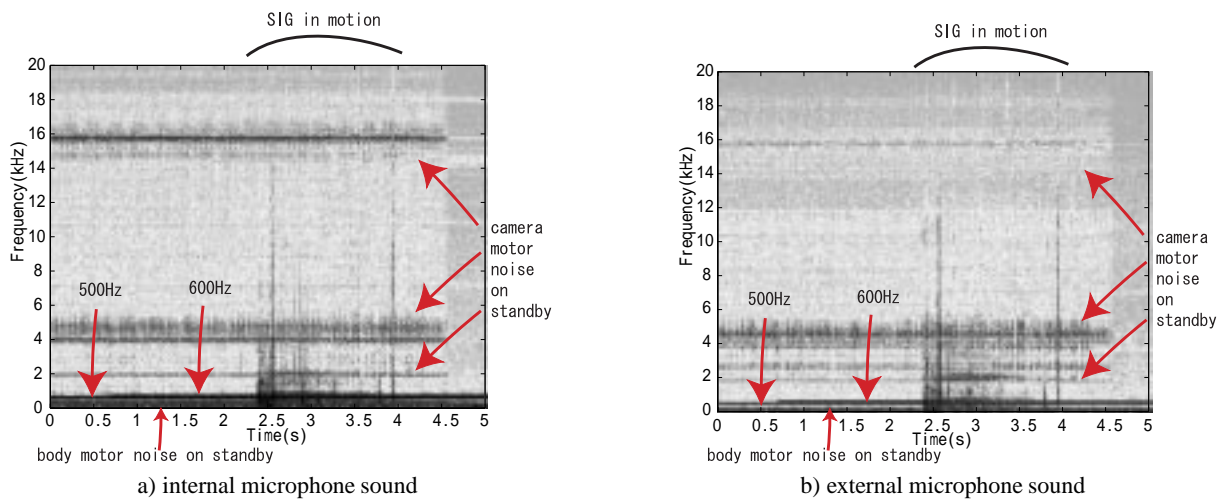 SIG in motion
20
18
16
14
12
10
8
6
4
2
0
Frequency(kHz)
500Hz
600Hz
camera
motor
noise
on
standby
0 0.5 1 1.5 2 2.5 3 3.5 4 4.5 5
Time(s)
body motor noise on standby
a) internal microphone sound
SIG in motion
20
18
16
14
12
10
8
6
4
2
0
Frequency(kHz)
500Hz
600Hz
camera
motor
noise
on
standby
0 0.5 1 1.5 2 2.5 3 3.5 4 4.5 5
Time(s)
body motor noise on standby
b) external microphone sound